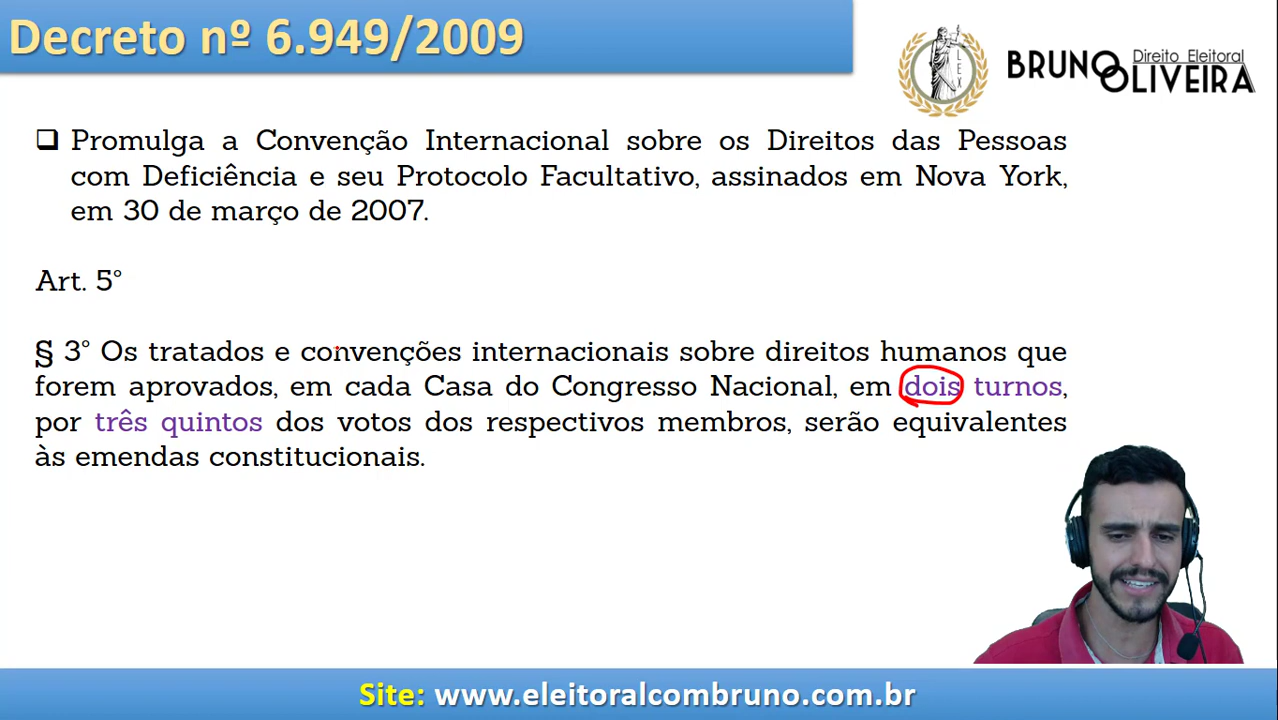 Decreto nº 6.949/2009
LEX
Direito Eleitoral
BRUNO
OLIVEIRA
Promulga a Convenção Internacional sobre os Direitos das Pessoas
com Deficiência e seu Protocolo Facultativo, assinados em Nova York,
em 30 de março de 2007.
Art. 5°
§ 3° Os tratados e convenções internacionais sobre direitos humanos que
forem aprovados, em cada Casa do Congresso Nacional, em dois turnos,
por três quintos dos votos dos respectivos membros, serão equivalentes
às emendas constitucionais.
Site: www.eleitoralcombruno.com.br